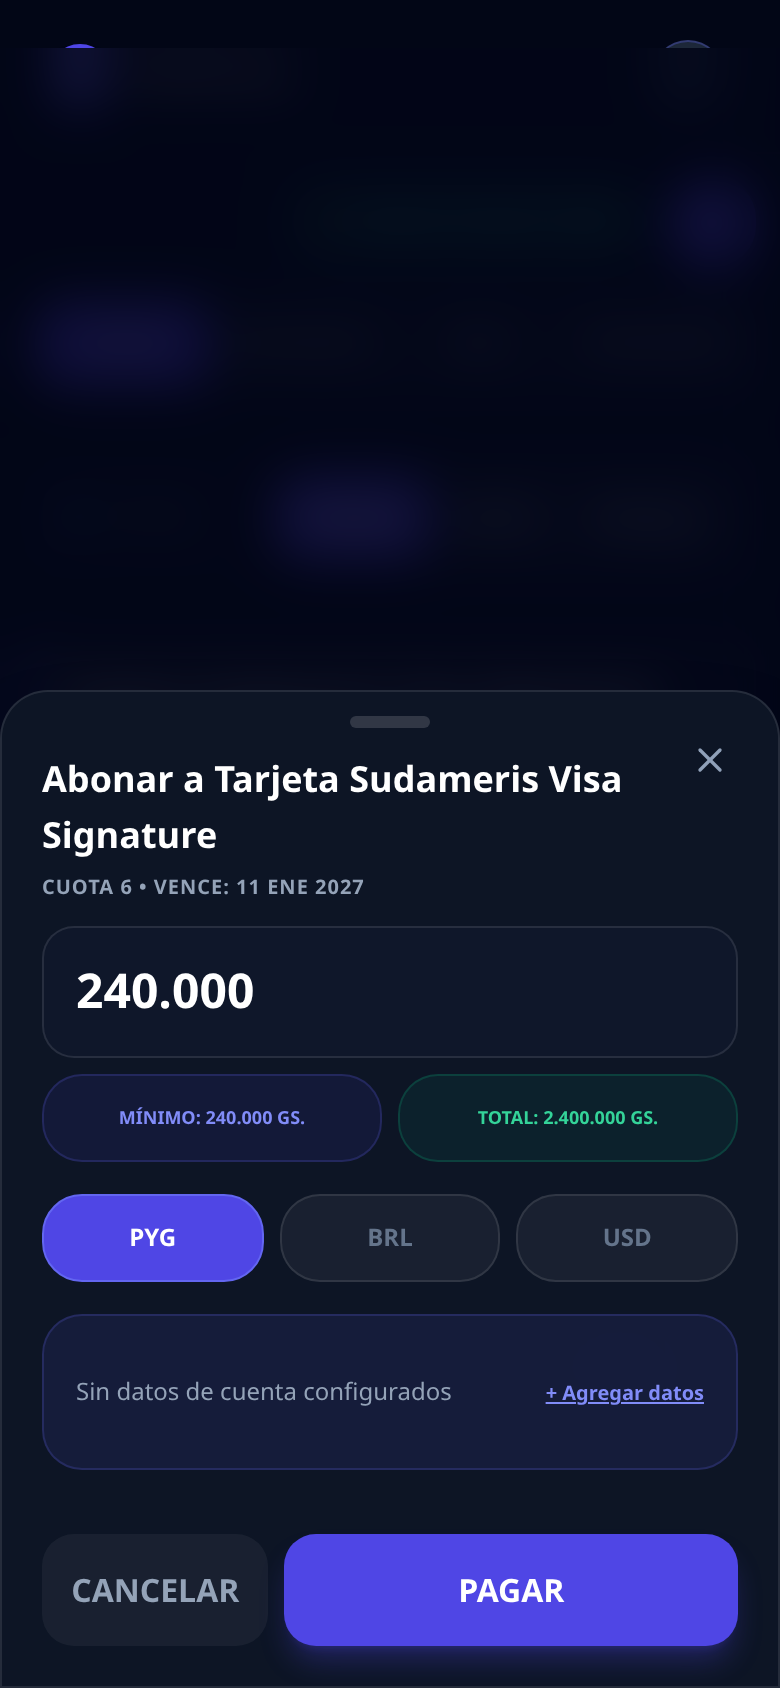 Abonar a Tarjeta Sudameris Visa
Signature
CUOTA 6 • VENCE: 11 ENE 2027
240.000
MÍNIMO: 240.000 GS.
TOTAL: 2.400.000 GS.
PYG
BRL
USD
Sin datos de cuenta configurados
+ Agregar datos
CANCELAR
PAGAR